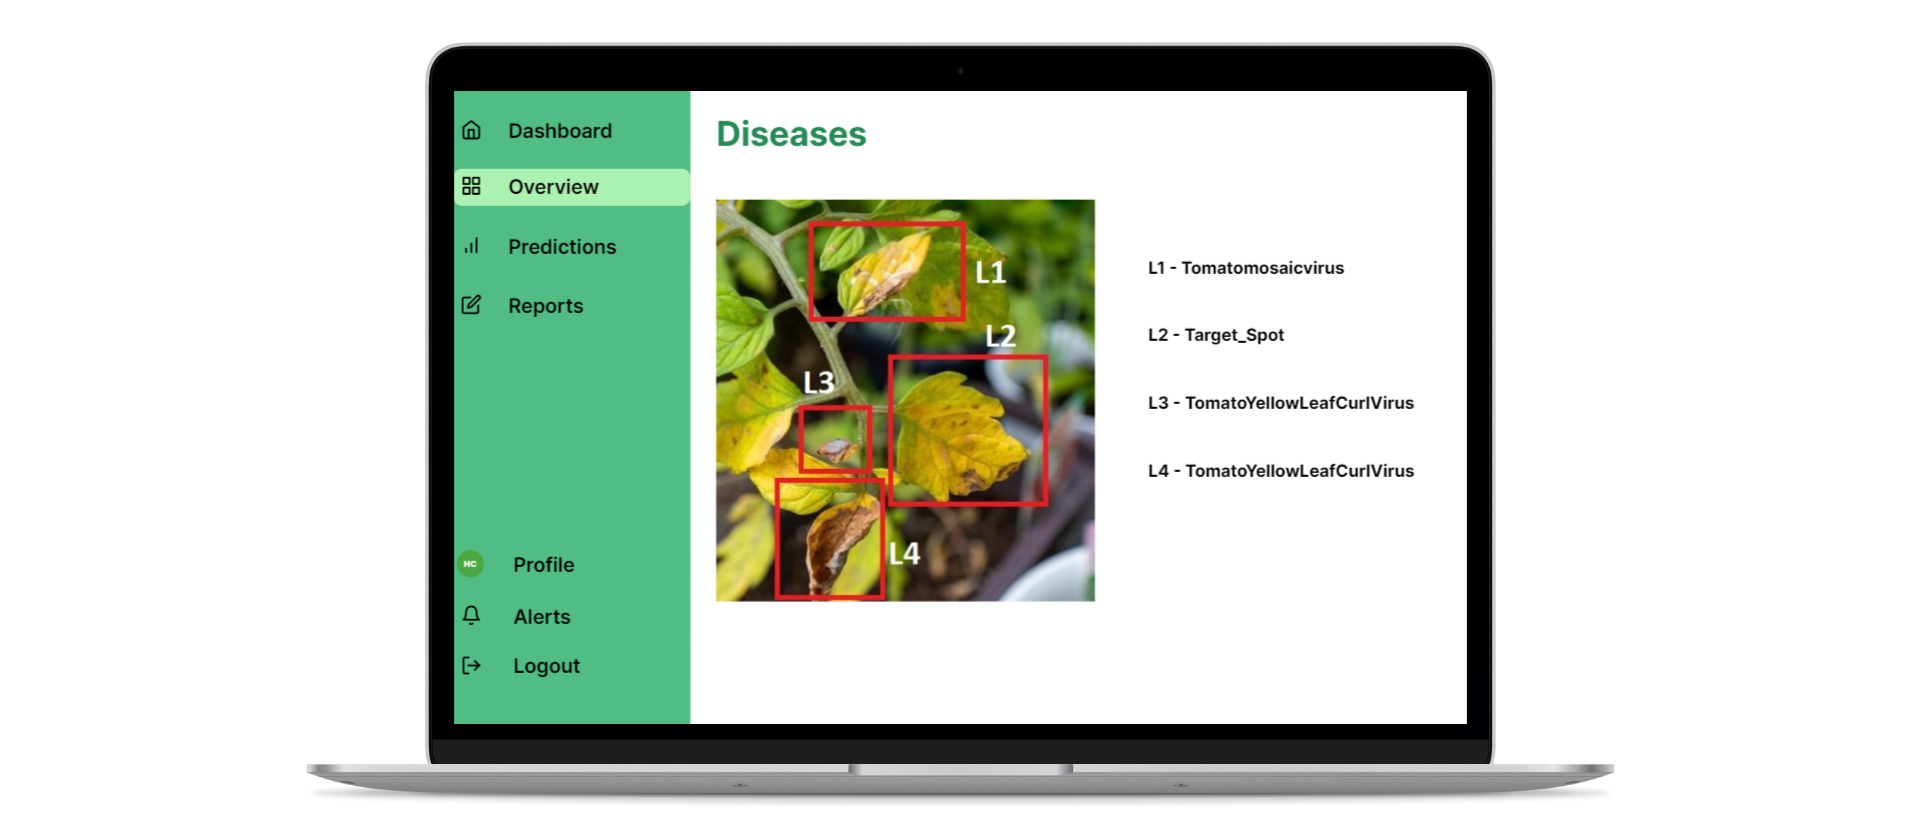 Dashboard
Overview
Predictions
Reports
HC
Profile
Alerts
Logout
Diseases
L1
L2
L3
L4
L1 - Tomatomosaicvirus
L2 - Target_Spot
L3 - TomatoYellowLeafCurlVirus
L4 - TomatoYellowLeafCurlVirus